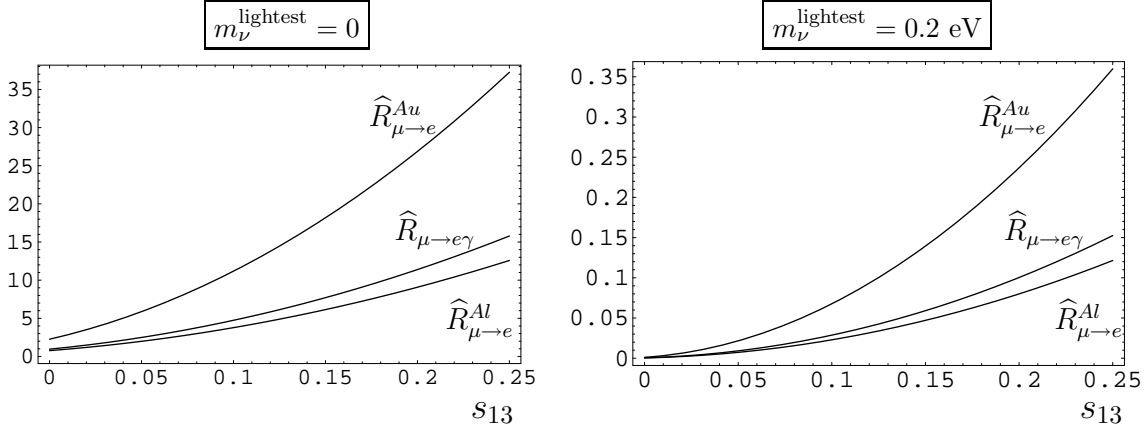 m_ν^lightest = 0
35
30
25
20
15
10
5
0
R̂^Au_μ→e
R̂_μ→eγ
R̂^Al_μ→e
0 0.05 0.1 0.15 0.2 0.25
s_13
m_ν^lightest = 0.2 eV
0.35
0.3
0.25
0.2
0.15
0.1
0.05
0
R̂^Au_μ→e
R̂_μ→eγ
R̂^Al_μ→e
0 0.05 0.1 0.15 0.2 0.25
s_13